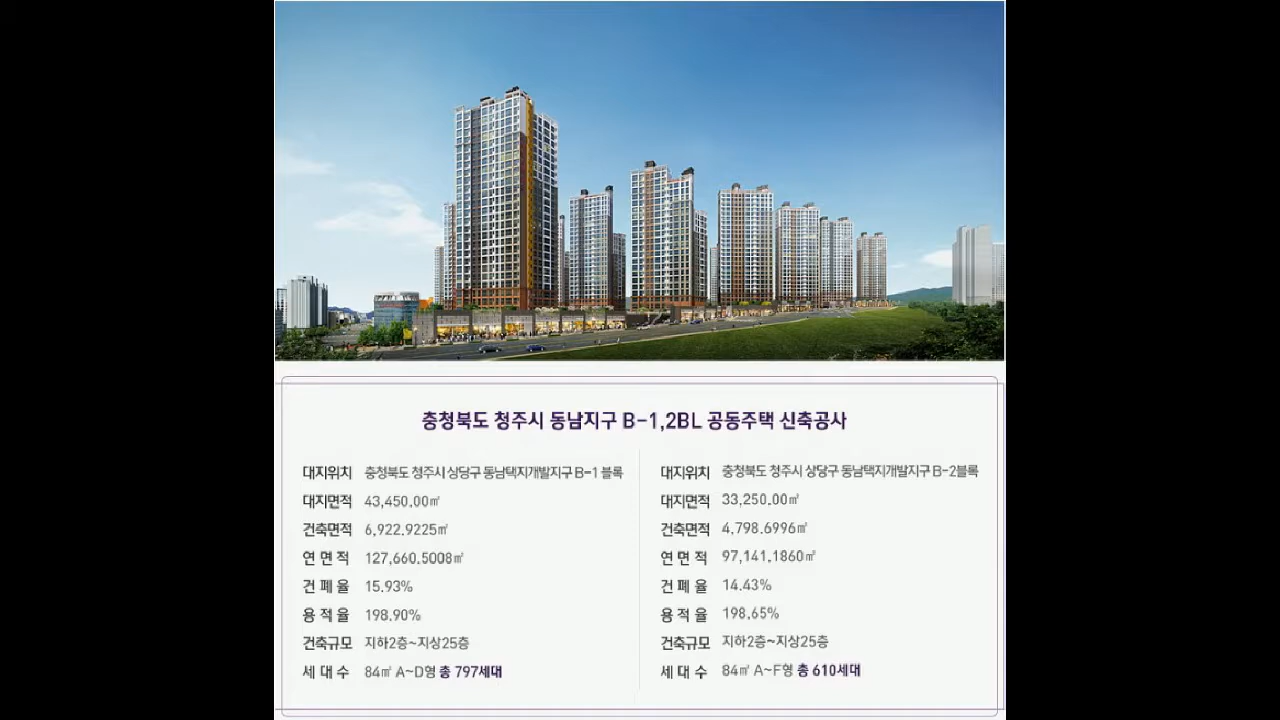 충청북도 청주시 동남지구 B-1,2BL 공동주택 신축공사
대지위치 충청북도 청주시 상당구 동남택지개발지구 B-1 블록
대지면적 43,450.00㎡
건축면적 6,922.9225㎡
연 면 적 127,660.5008㎡
건 폐 율 15.93%
용 적 율 198.90%
건축규모 지하2층~지상25층
세 대 수 84㎡ A~D형 총 797세대
대지위치 충청북도 청주시 상당구 동남택지개발지구 B-2블록
대지면적 33,250.00㎡
건축면적 4,798.6996㎡
연 면 적 97,141.1860㎡
건 폐 율 14.43%
용 적 율 198.65%
건축규모 지하2층~지상25층
세 대 수 84㎡ A~F형 총 610세대